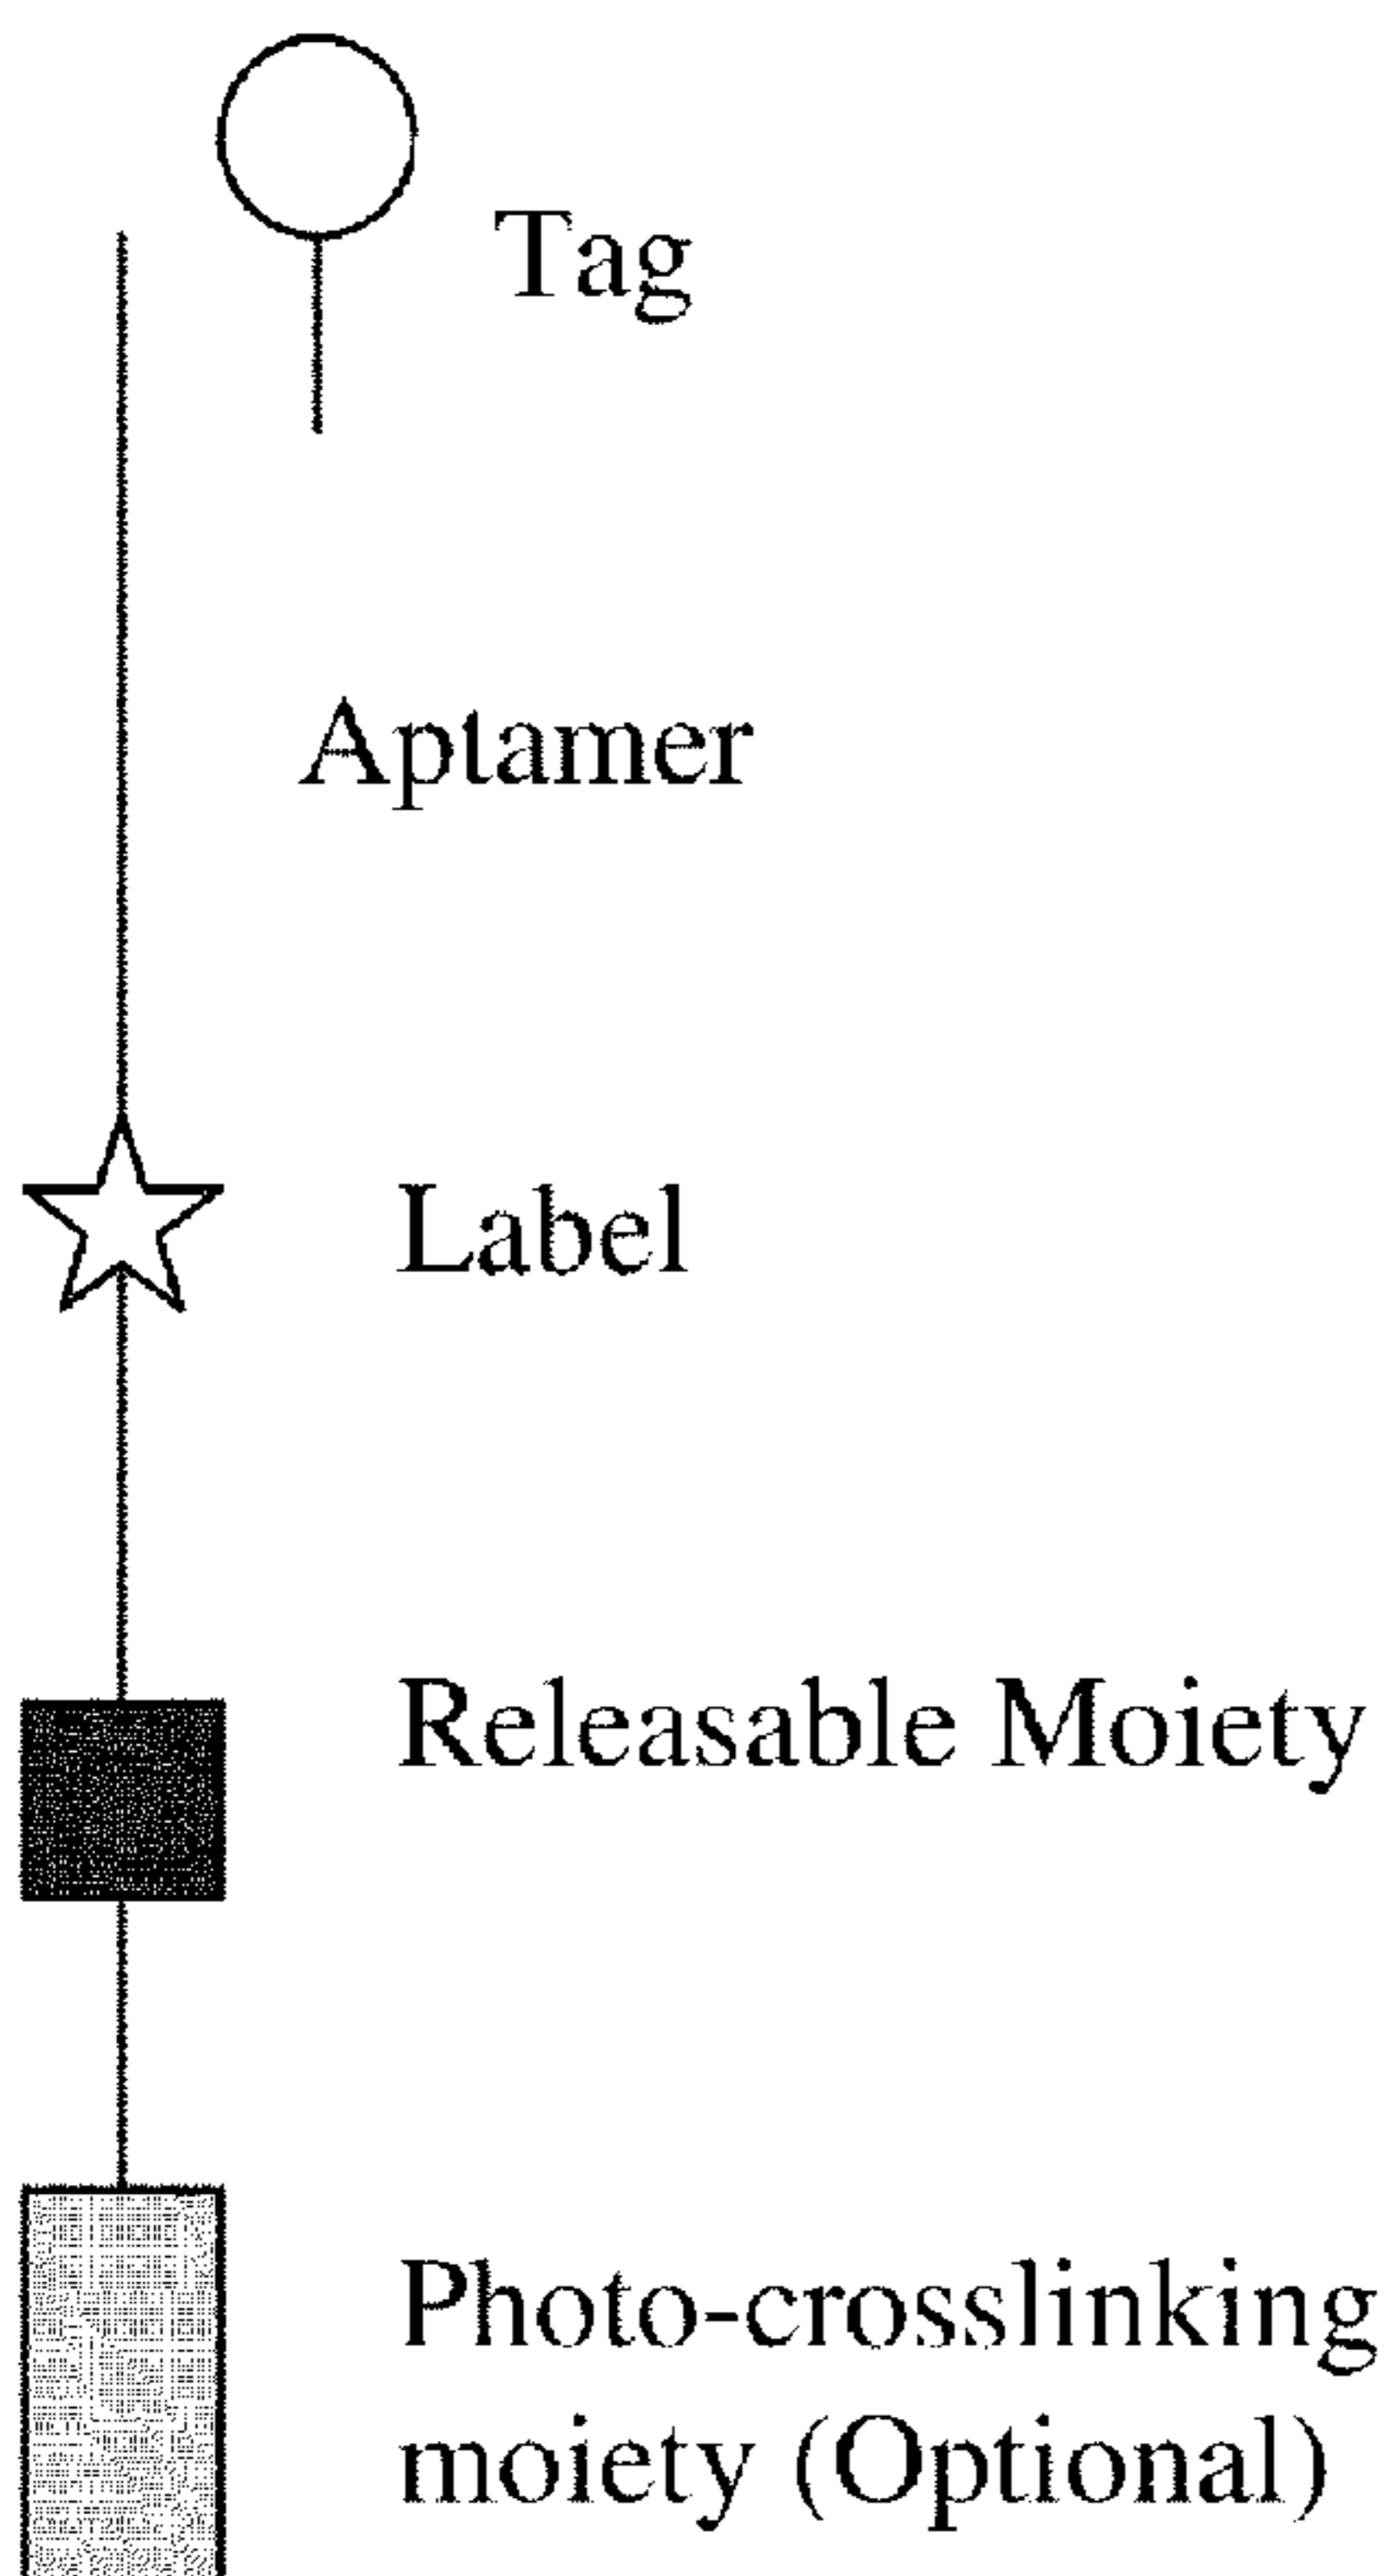 Tag
Aptamer
Label
Releasable Moiety
Photo-crosslinking
moiety (Optional)